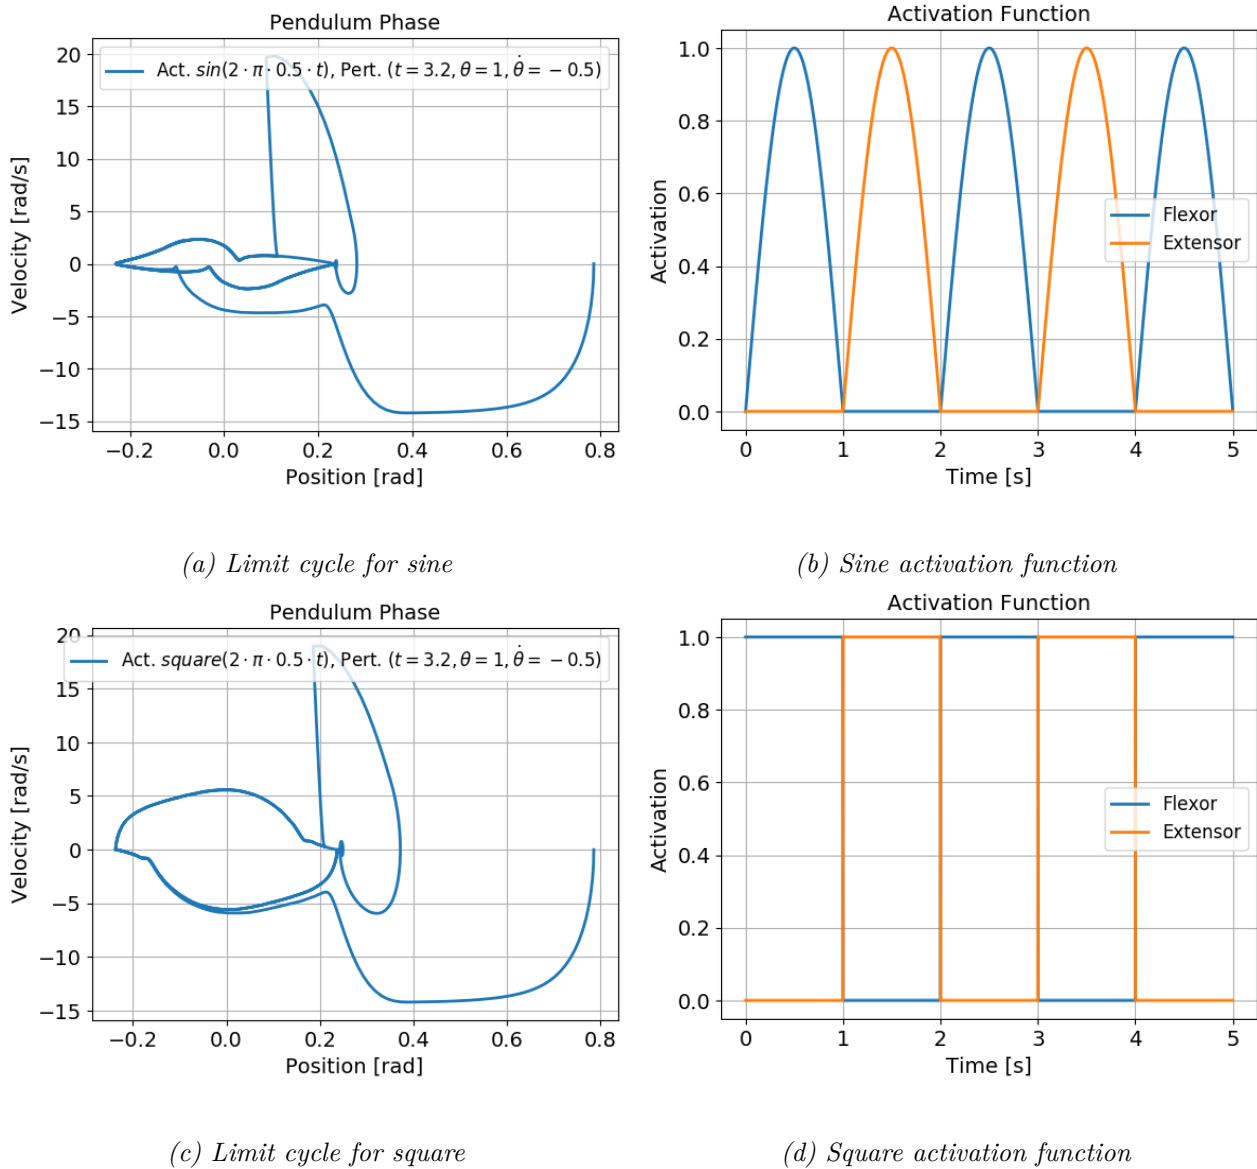 Pendulum Phase
Act. sin(2 · π · 0.5 · t), Pert. (t = 3.2, θ = 1, θ̇ = − 0.5)
20
15
10
5
0
−5
−10
−15
Velocity [rad/s]
−0.2 0.0 0.2 0.4 0.6 0.8
Position [rad]
(a) Limit cycle for sine
Activation Function
1.0
0.8
0.6
0.4
0.2
0.0
Activation
Flexor
Extensor
0 1 2 3 4 5
Time [s]
(b) Sine activation function
Pendulum Phase
Act. square(2 · π · 0.5 · t), Pert. (t = 3.2, θ = 1, θ̇ = − 0.5)
20
15
10
5
0
−5
−10
−15
Velocity [rad/s]
−0.2 0.0 0.2 0.4 0.6 0.8
Position [rad]
(c) Limit cycle for square
Activation Function
1.0
0.8
0.6
0.4
0.2
0.0
Activation
Flexor
Extensor
0 1 2 3 4 5
Time [s]
(d) Square activation function